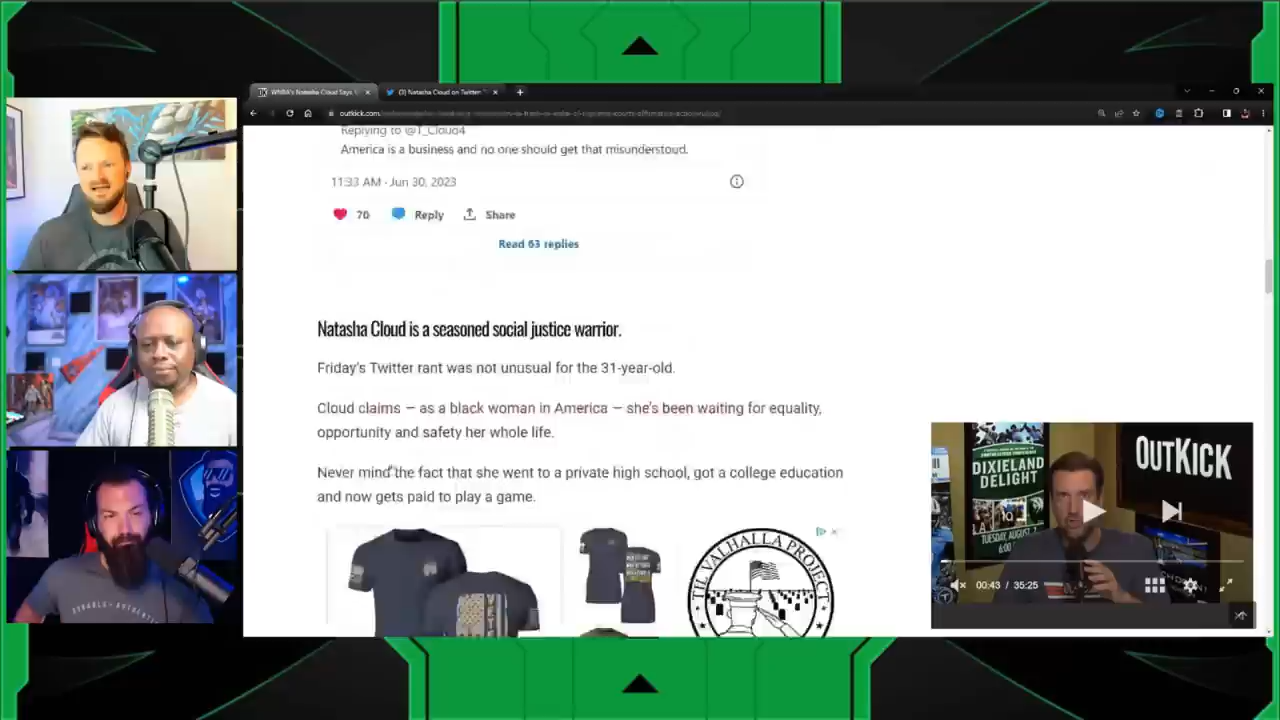 WNBA's Natasha Cloud Says
(3) Natasha Cloud on Twitter:
outkick.com
Replying to @T_Cloud4
America is a business and no one should get that misunderstood.
11:33 AM · Jun 30, 2023
70 Reply Share
Read 63 replies
Natasha Cloud is a seasoned social justice warrior.
Friday's Twitter rant was not unusual for the 31-year-old.
Cloud claims — as a black woman in America — she's been waiting for equality,
opportunity and safety her whole life.
Never mind the fact that she went to a private high school, got a college education
and now gets paid to play a game.
TIL VALHALLA PROJECT
DIXIELAND
DELIGHT
TUESDAY, AUGUST
6:00
OUTKICK
00:43 / 35:25